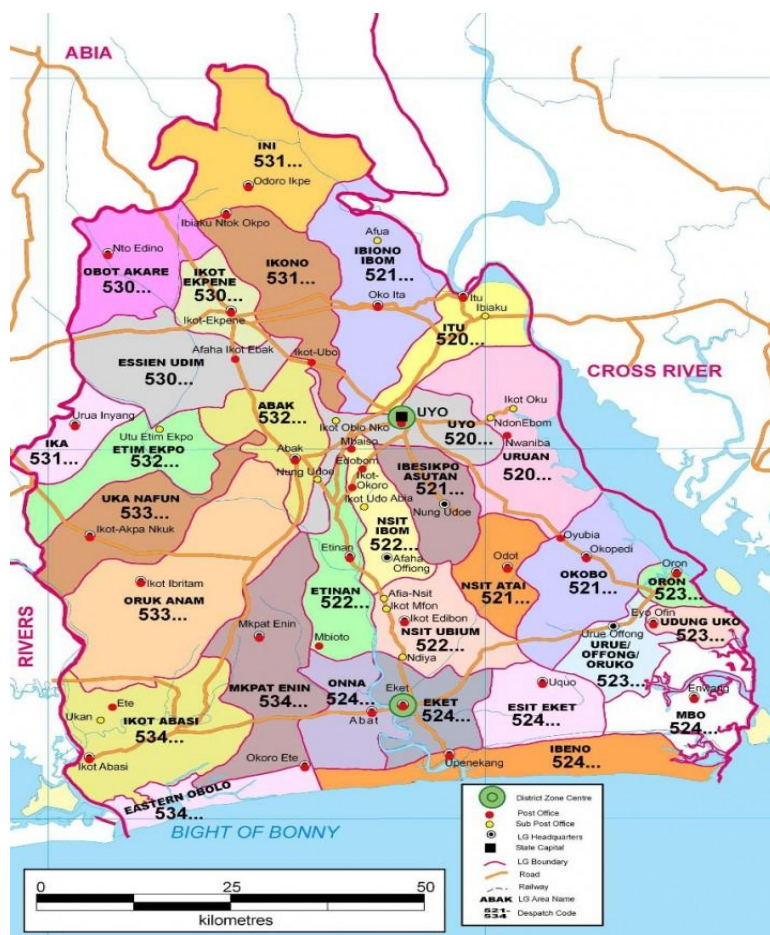 ABIA
INI
531...
Odoro Ikpe
Ibiaku Ntok Okpo
Afua
Nto Edino
IBIONO
IBOM
521...
OBOT AKARE
530...
IKONO
531...
IKOT
EKPENE
530...
Itu
Oko Ita
Ibiaku
Ikot-Ekpene
ITU
520...
Afaha Ikot Ebak
Ikot-Ubo
ESSIEN UDIM
530...
CROSS RIVER
ABAK
532...
UYO
Ikot Oku
Urua Inyang
Ikot Oblo Nko
UYO
520...
NdonEbom
Utu Etim Ekpo
Nwaniba
IKA
531...
ETIM EKPO
532...
Mbaiso
Abak
Edobom
IBESIKPO
ASUTAN
521...
URUAN
520...
Nung Udoe
Ikot-
Okoro
UKA NAFUN
533...
Ikot Udo Abia
Nung Udoe
NSIT
IBOM
522...
Ikot-Akpa Nkuk
Oyubia
Etinan
Afaha
Offiong
Odot
Okopedi
Oron
Ikot Ibritam
ORUK ANAM
533...
ETINAN
522...
NSIT ATAI
521...
OKOBO
521...
ORON
523...
Afia-Nsit
Ikot Mfon
Eyo Ofin
Mkpat Enin
Ikot Edibon
UDUNG UKO
523...
Mbioto
NSIT UBIUM
522...
Urue Offong
URUE/
OFFONG/
ORUKO
523...
RIVERS
Ndiya
ONNA
524...
MKPAT ENIN
534...
Eket
EKET
524...
Uquo
Enwang
ESIT EKET
524...
MBO
524...
Ete
Ukan
IKOT ABASI
534...
Abat
Ikot Abasi
Okoro Ete
Upenekang
IBENO
524...
EASTERN OBOLO
534...
BIGHT OF BONNY
District Zone Centre
Post Office
Sub Post Office
LG Headquarters
State Capital
LG Boundary
Road
Railway
ABAK LG Area Name
521-
534 Despatch Code
0 25 50
kilometres